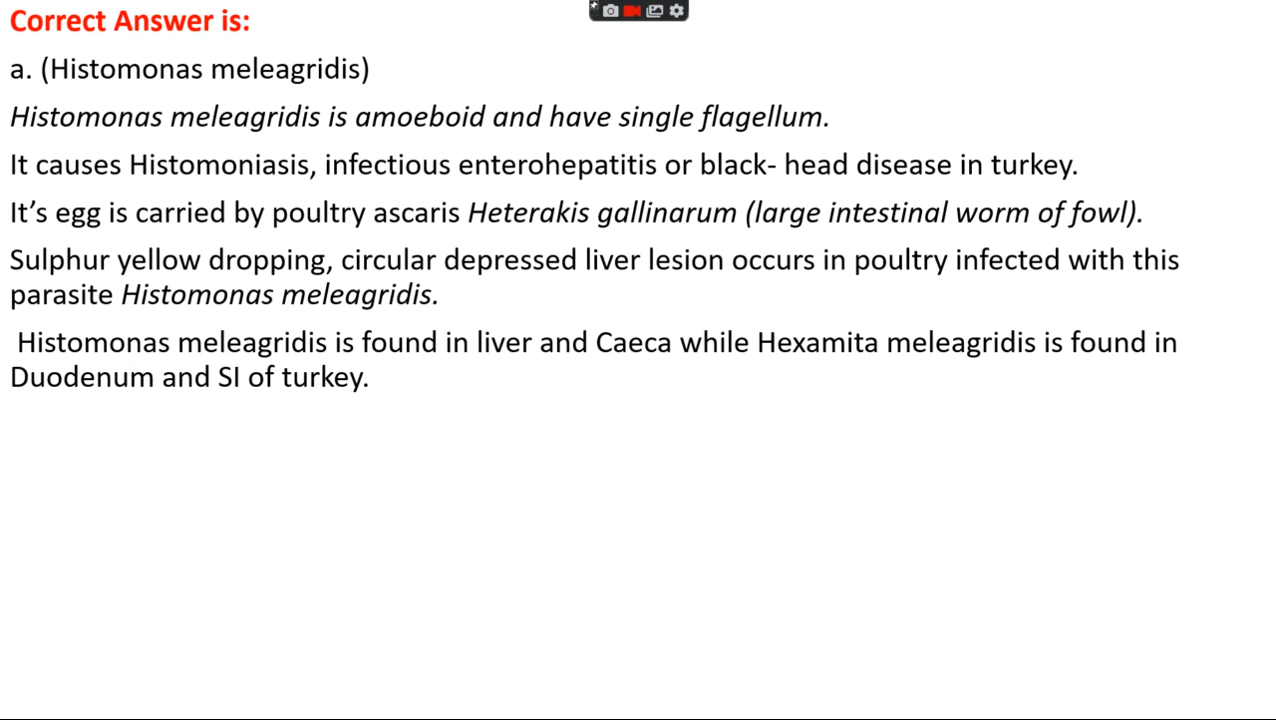 Correct Answer is:
a. (Histomonas meleagridis)
Histomonas meleagridis is amoeboid and have single flagellum.
It causes Histomoniasis, infectious enterohepatitis or black- head disease in turkey.
It’s egg is carried by poultry ascaris Heterakis gallinarum (large intestinal worm of fowl).
Sulphur yellow dropping, circular depressed liver lesion occurs in poultry infected with this
parasite Histomonas meleagridis.
Histomonas meleagridis is found in liver and Caeca while Hexamita meleagridis is found in
Duodenum and SI of turkey.